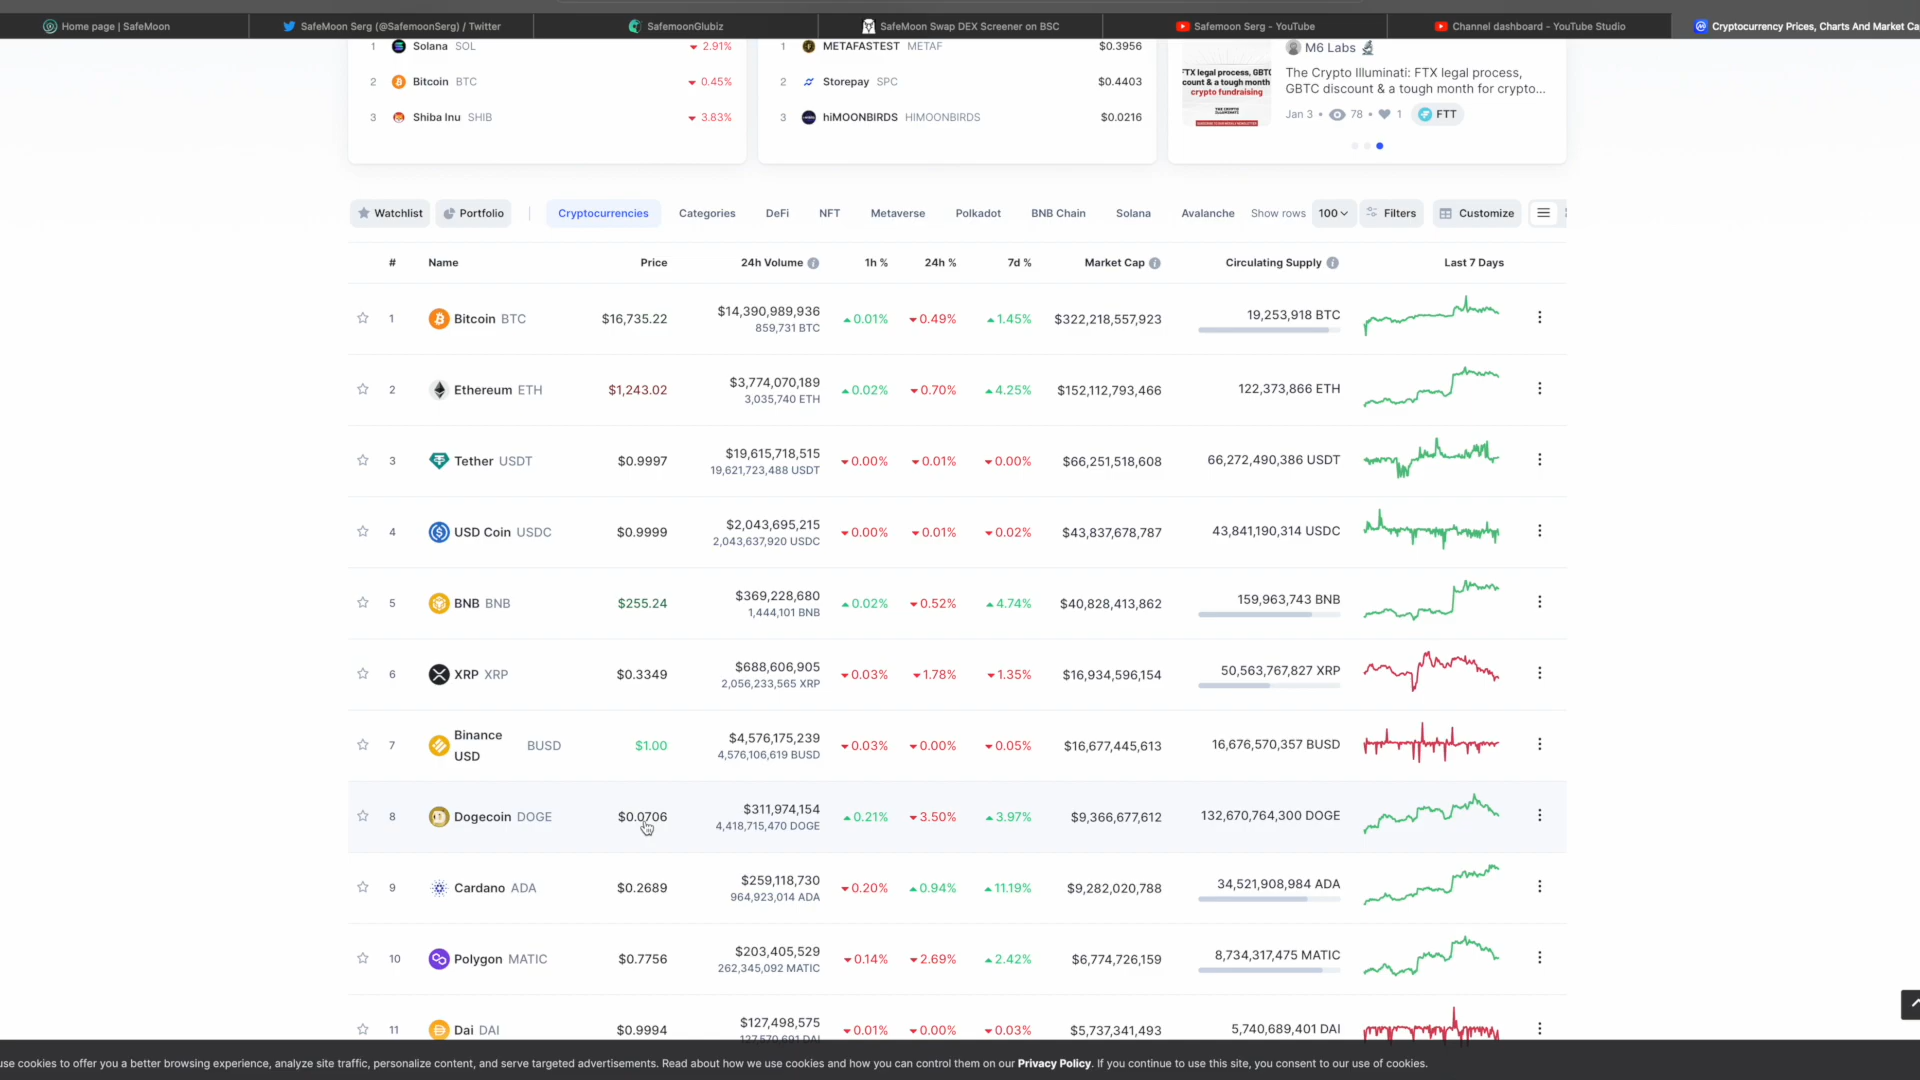 Home page | SafeMoon
SafeMoon Serg (@SafemoonSerg) / Twitter
SafemoonGlubiz
SafeMoon Swap DEX Screener on BSC
Safemoon Serg - YouTube
Channel dashboard - YouTube Studio
Cryptocurrency Prices, Charts And Market Ca
1 Solana SOL 2.91%
2 Bitcoin BTC 0.45%
3 Shiba Inu SHIB 3.83%
1 METAFASTEST METAF $0.3956
2 Storepay SPC $0.4403
3 hiMOONBIRDS HIMOONBIRDS $0.0216
FTX legal process, GBTC
count & a tough month
crypto fundraising
M6 Labs
The Crypto Illuminati: FTX legal process,
GBTC discount & a tough month for crypto...
Jan 3 • 78 • 1 FTT
Watchlist Portfolio Cryptocurrencies Categories DeFi NFT Metaverse Polkadot BNB Chain Solana Avalanche Show rows 100 Filters Customize
# Name Price 24h Volume 1h % 24h % 7d % Market Cap Circulating Supply Last 7 Days
1 Bitcoin BTC $16,735.22 $14,390,989,936 0.01% 0.49% 1.45% $322,218,557,923 19,253,918 BTC
859,731 BTC
2 Ethereum ETH $1,243.02 $3,774,070,189 0.02% 0.70% 4.25% $152,112,793,466 122,373,866 ETH
3,035,740 ETH
3 Tether USDT $0.9997 $19,615,718,515 0.00% 0.01% 0.00% $66,251,518,608 66,272,490,386 USDT
19,621,723,488 USDT
4 USD Coin USDC $0.9999 $2,043,695,215 0.00% 0.01% 0.02% $43,837,678,787 43,841,190,314 USDC
2,043,637,920 USDC
5 BNB BNB $255.24 $369,228,680 0.02% 0.52% 4.74% $40,828,413,862 159,963,743 BNB
1,444,101 BNB
6 XRP XRP $0.3349 $688,606,905 0.03% 1.78% 1.35% $16,934,596,154 50,563,767,827 XRP
2,056,233,565 XRP
7 Binance USD BUSD $1.00 $4,576,175,239 0.03% 0.00% 0.05% $16,677,445,613 16,676,570,357 BUSD
4,576,106,619 BUSD
8 Dogecoin DOGE $0.0706 $311,974,154 0.21% 3.50% 3.97% $9,366,677,612 132,670,764,300 DOGE
4,418,715,470 DOGE
9 Cardano ADA $0.2689 $259,118,730 0.20% 0.94% 11.19% $9,282,020,788 34,521,908,984 ADA
964,923,014 ADA
10 Polygon MATIC $0.7756 $203,405,529 0.14% 2.69% 2.42% $6,774,726,159 8,734,317,475 MATIC
262,345,092 MATIC
11 Dai DAI $0.9994 $127,498,575 0.01% 0.00% 0.03% $5,737,341,493 5,740,689,401 DAI
use cookies to offer you a better browsing experience, analyze site traffic, personalize content, and serve targeted advertisements. Read about how we use cookies and how you can control them on our Privacy Policy. If you continue to use this site, you consent to our use of cookies.